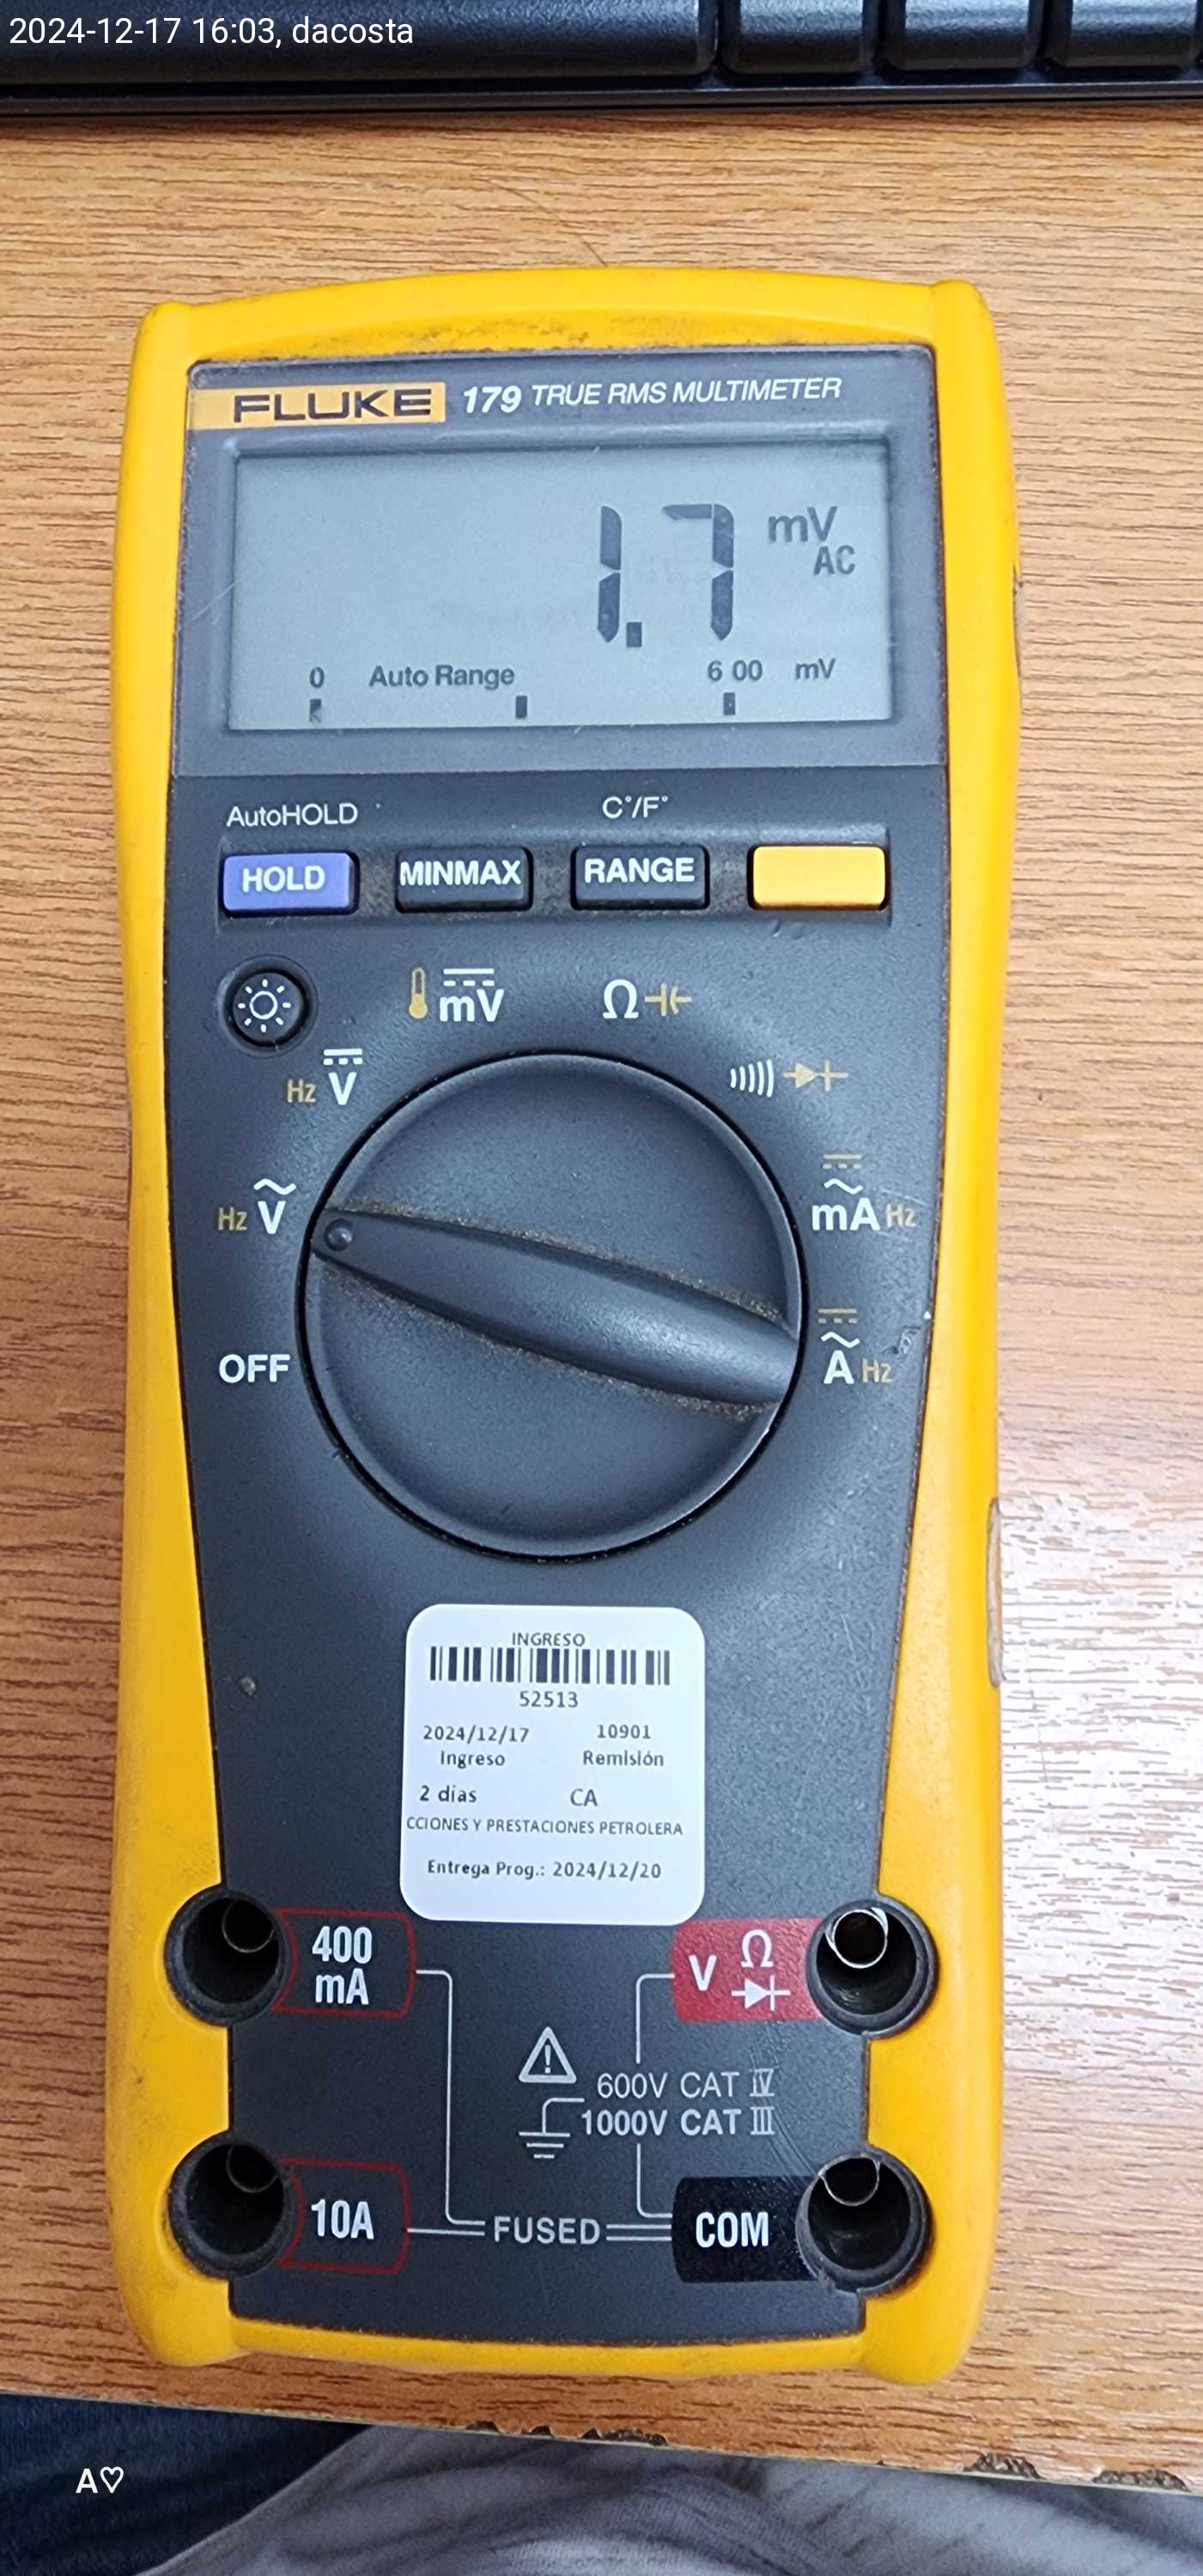 2024-12-17 16:03, dacosta
FLUKE 179 TRUE RMS MULTIMETER
1.7 mV
AC
0 Auto Range 600 mV
AutoHOLD C°/F°
HOLD MINMAX RANGE
mV Ω
Hz V
Hz V
mA Hz
OFF
A Hz
INGRESO
52513
2024/12/17 10901
Ingreso Remisión
2 días CA
CCIONES Y PRESTACIONES PETROLERA
Entrega Prog.: 2024/12/20
400
mA
V Ω
600V CAT IV
1000V CAT III
10A FUSED COM
A♡